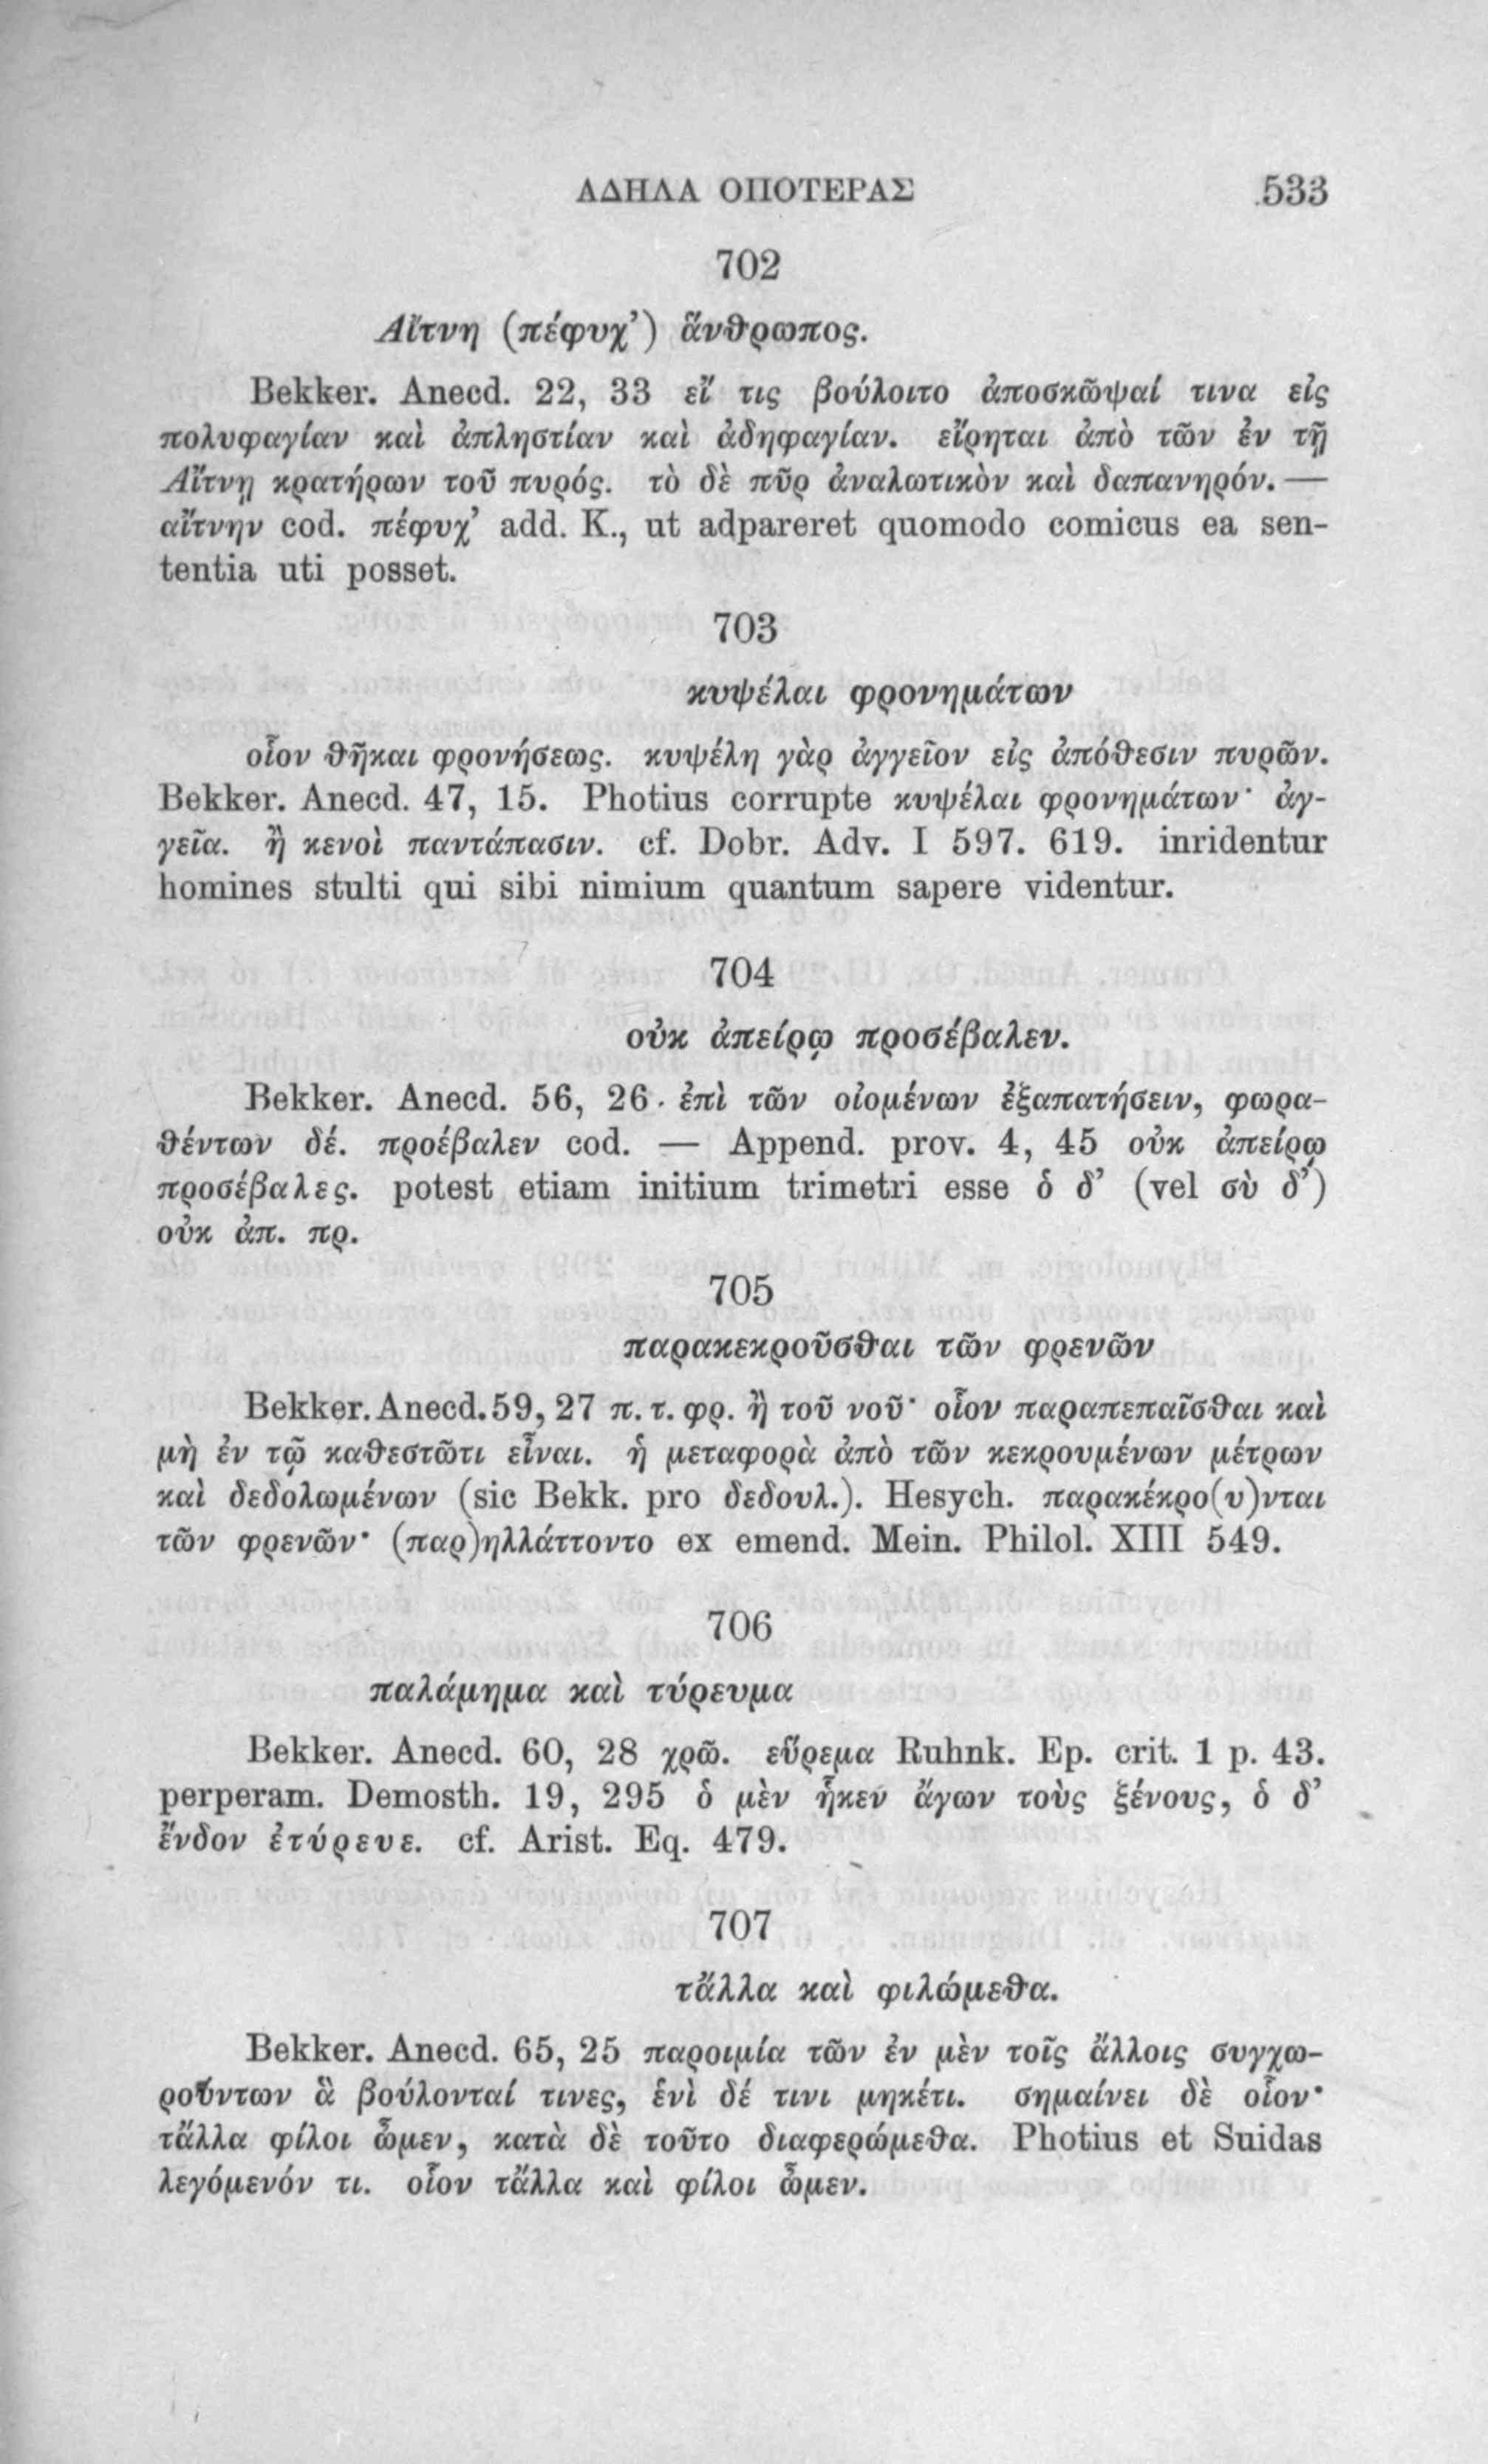 ΑΔΗΛΑ ΟΠΟΤΕΡΑΣ 533
702
Αἴτνη (πέφυχ’) ἄνθρωπος.
Bekker. Anecd. 22, 33 εἴ τις βούλοιτο ἀποσκῶψαί τινα εἰς
πολυφαγίαν καὶ ἀπληστίαν καὶ ἀδηφαγίαν. εἴρηται ἀπὸ τῶν ἐν τῇ
Αἴτνῃ κρατήρων τοῦ πυρός. τὸ δὲ πῦρ ἀναλωτικὸν καὶ δαπανηρόν. —
αἴτνην cod. πέφυχ’ add. K., ut adpareret quomodo comicus ea sen-
tentia uti posset.
703
κυψέλαι φρονημάτων
οἷον θῆκαι φρονήσεως. κυψέλη γὰρ ἀγγεῖον εἰς ἀπόθεσιν πυρῶν.
Bekker. Anecd. 47, 15. Photius corrupte κυψέλαι φρονημάτων· ἀγ-
γεῖα. ἢ κενοὶ παντάπασιν. cf. Dobr. Adv. I 597. 619. inridentur
homines stulti qui sibi nimium quantum sapere videntur.
704
οὐκ ἀπείρῳ προσέβαλεν.
Bekker. Anecd. 56, 26. ἐπὶ τῶν οἰομένων ἐξαπατήσειν, φωρα-
θέντων δέ. προέβαλεν cod. — Append. prov. 4, 45 οὐκ ἀπείρῳ
προσέβαλες. potest etiam initium trimetri esse ὁ δ’ (vel σὺ δ’)
οὐκ ἀπ. πρ.
705
παρακεκροῦσθαι τῶν φρενῶν
Bekker. Anecd. 59, 27 π. τ. φρ. ἢ τοῦ νοῦ· οἷον παραπεπαῖσθαι καὶ
μὴ ἐν τῷ καθεστῶτι εἶναι. ἡ μεταφορὰ ἀπὸ τῶν κεκρουμένων μέτρων
καὶ δεδολωμένων (sic Bekk. pro δεδουλ.). Hesych. παρακέκρο(υ)νται
τῶν φρενῶν· (παρ)ηλλάττοντο ex emend. Mein. Philol. XIII 549.
706
παλάμημα καὶ τύρευμα
Bekker. Anecd. 60, 28 χρῶ. εὕρεμα Ruhnk. Ep. crit. 1 p. 43.
perperam. Demosth. 19, 295 ὁ μὲν ἧκεν ἄγων τοὺς ξένους, ὁ δ’
ἔνδον ἐτύρευε. cf. Arist. Eq. 479.
707
τἄλλα καὶ φιλώμεθα.
Bekker. Anecd. 65, 25 παροιμία τῶν ἐν μὲν τοῖς ἄλλοις συγχω-
ρούντων ἃ βούλονταί τινες, ἑνὶ δέ τινι μηκέτι. σημαίνει δὲ οἷον·
τἄλλα φίλοι ὦμεν, κατὰ δὲ τοῦτο διαφερώμεθα. Photius et Suidas
λεγόμενόν τι. οἷον τἄλλα καὶ φίλοι ὦμεν.